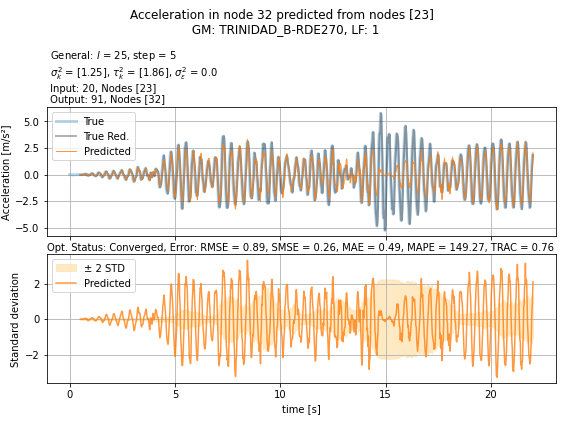 Acceleration in node 32 predicted from nodes [23]
GM: TRINIDAD_B-RDE270, LF: 1
General: l = 25, step = 5
σ²ₖ = [1.25], τ²ₖ = [1.86], σ²ε = 0.0
Input: 20, Nodes [23]
Output: 91, Nodes [32]
True
True Red.
Predicted
5.0
2.5
0.0
−2.5
−5.0
Acceleration [m/s²]
Opt. Status: Converged, Error: RMSE = 0.89, SMSE = 0.26, MAE = 0.49, MAPE = 149.27, TRAC = 0.76
± 2 STD
Predicted
2
0
−2
Standard deviation
0 5 10 15 20
time [s]